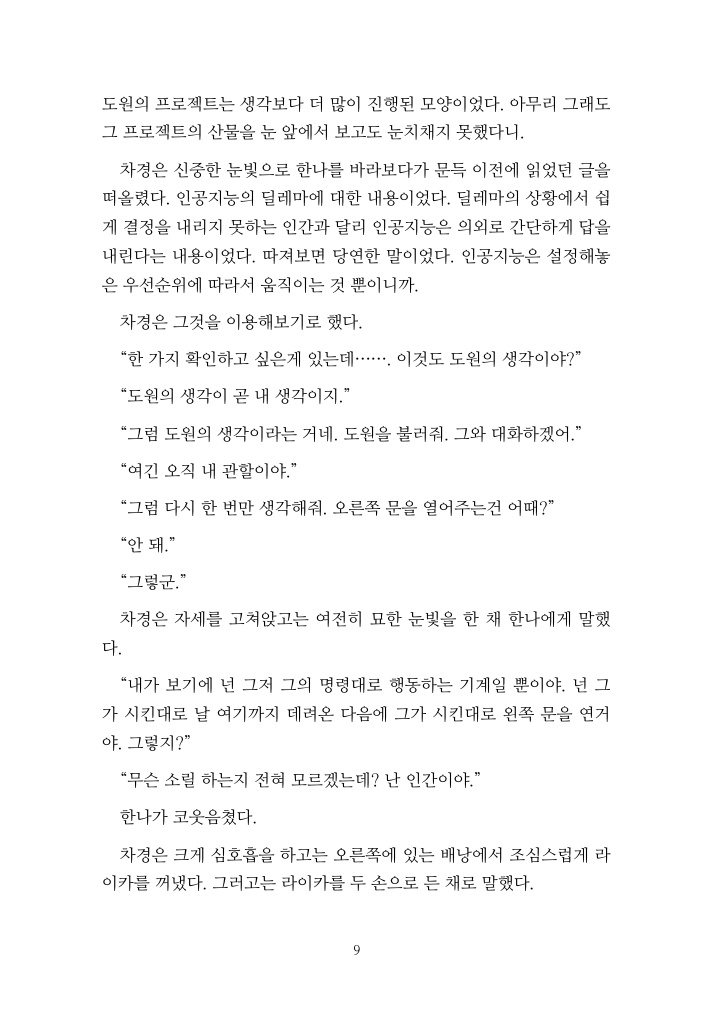 도원의 프로젝트는 생각보다 더 많이 진행된 모양이었다. 아무리 그래도
그 프로젝트의 산물을 눈 앞에서 보고도 눈치채지 못했다니.
차경은 신중한 눈빛으로 한나를 바라보다가 문득 이전에 읽었던 글을
떠올렸다. 인공지능의 딜레마에 대한 내용이었다. 딜레마의 상황에서 쉽
게 결정을 내리지 못하는 인간과 달리 인공지능은 의외로 간단하게 답을
내린다는 내용이었다. 따져보면 당연한 말이었다. 인공지능은 설정해놓
은 우선순위에 따라서 움직이는 것 뿐이니까.
차경은 그것을 이용해보기로 했다.
“한 가지 확인하고 싶은게 있는데……. 이것도 도원의 생각이야?”
“도원의 생각이 곧 내 생각이지.”
“그럼 도원의 생각이라는 거네. 도원을 불러줘. 그와 대화하겠어.”
“여긴 오직 내 관할이야.”
“그럼 다시 한 번만 생각해줘. 오른쪽 문을 열어주는건 어때?”
“안 돼.”
“그렇군.”
차경은 자세를 고쳐앉고는 여전히 묘한 눈빛을 한 채 한나에게 말했
다.
“내가 보기에 넌 그저 그의 명령대로 행동하는 기계일 뿐이야. 넌 그
가 시킨대로 날 여기까지 데려온 다음에 그가 시킨대로 왼쪽 문을 연거
야. 그렇지?”
“무슨 소릴 하는지 전혀 모르겠는데? 난 인간이야.”
한나가 코웃음쳤다.
차경은 크게 심호흡을 하고는 오른쪽에 있는 배낭에서 조심스럽게 라
이카를 꺼냈다. 그러고는 라이카를 두 손으로 든 채로 말했다.
9